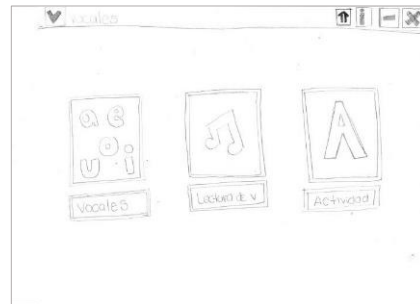 Vocales
a e
o
u i
A
Vocales
Lectura de v
Actividad